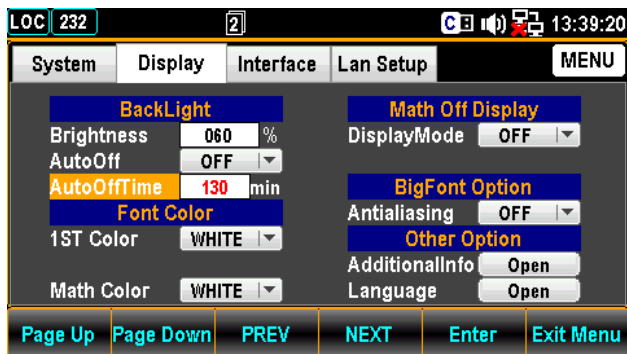 LOC 232 2 C 13:39:20
System Display Interface Lan Setup MENU
BackLight
Brightness 060 %
AutoOff OFF
AutoOffTime 130 min
Font Color
1ST Color WHITE
Math Color WHITE
Math Off Display
DisplayMode OFF
BigFont Option
Antialiasing OFF
Other Option
AdditionalInfo Open
Language Open
Page Up Page Down PREV NEXT Enter Exit Menu